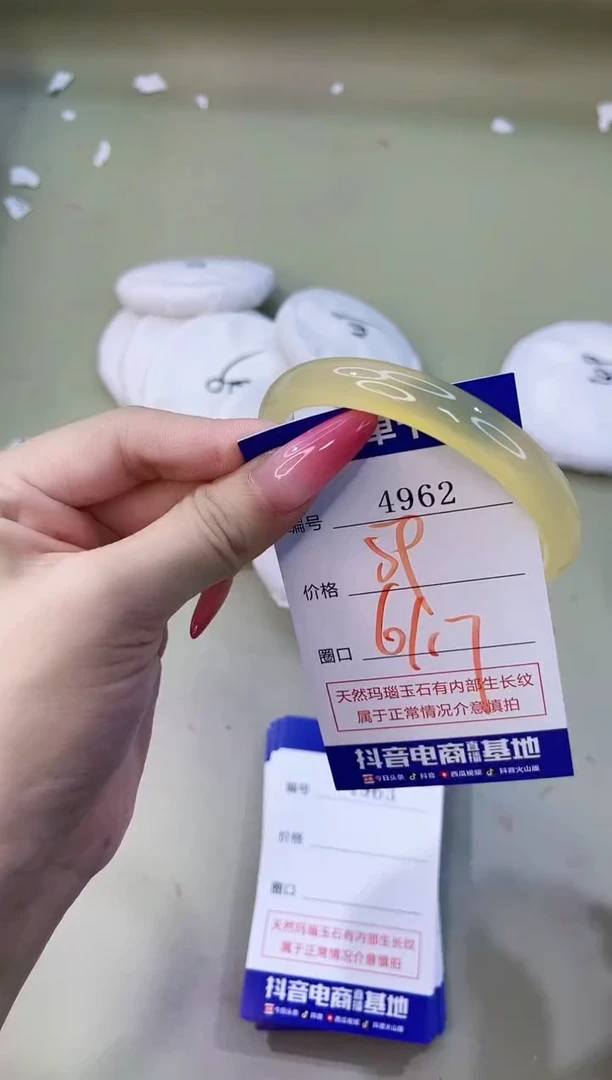 编号 4962
价格
圈口
天然玛瑙玉石有内部生长纹
属于正常情况介意慎拍
抖音电商直播基地
今日头条 抖音 西瓜视频 抖音火山版
编号
价格
圈口
天然玛瑙玉石有内部生长纹
属于正常情况介意慎拍
抖音电商直播基地
今日头条 抖音 西瓜视频 抖音火山版